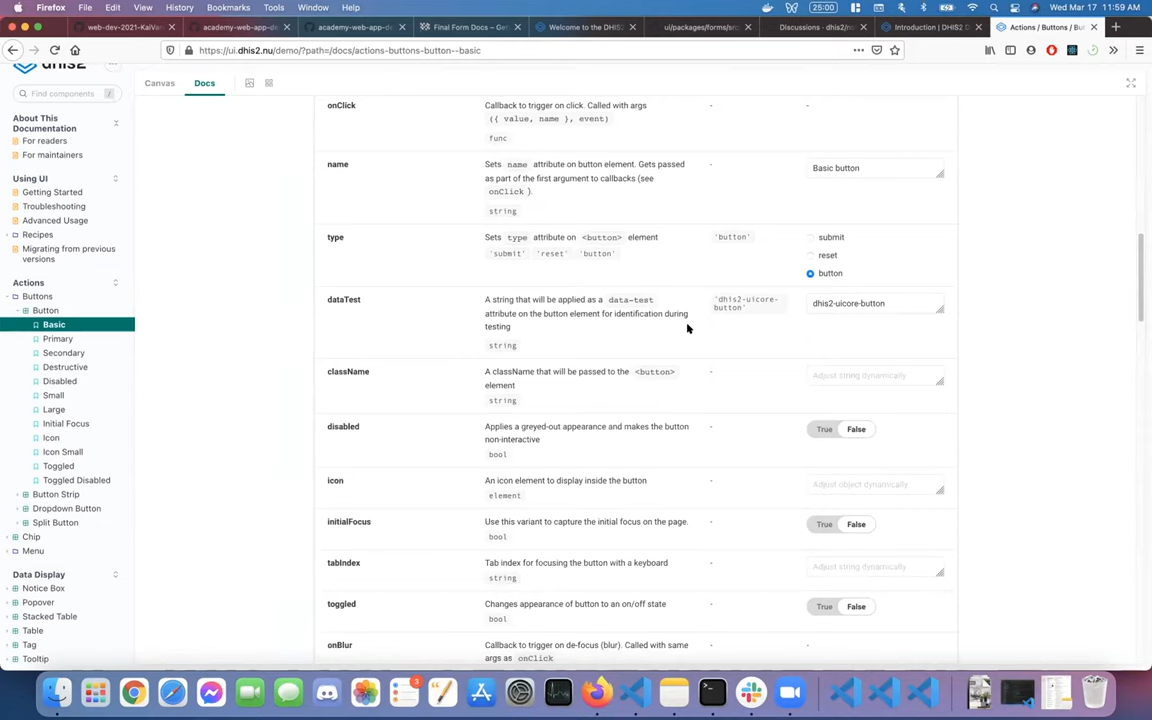 Firefox File Edit View History Bookmarks Tools Window Help 25:00 Wed Mar 17 11:59 AM
web-dev-2021-KaiVan academy-web-app-de academy-web-app-de Final Form Docs – Get Welcome to the DHIS2 ui/packages/forms/src Discussions · dhis2/no Introduction | DHIS2 D Actions / Buttons / Bu
https://ui.dhis2.nu/demo/?path=/docs/actions-buttons-button--basic
dhis2
Find components /
Canvas Docs
About This
Documentation
For readers
For maintainers
Using UI
Getting Started
Troubleshooting
Advanced Usage
Recipes
Migrating from previous
versions
Actions
Buttons
Button
Basic
Primary
Secondary
Destructive
Disabled
Small
Large
Initial Focus
Icon
Icon Small
Toggled
Toggled Disabled
Button Strip
Dropdown Button
Split Button
Chip
Menu
Data Display
Notice Box
Popover
Stacked Table
Table
Tag
Tooltip
onClick Callback to trigger on click. Called with args - -
({ value, name }, event)
func
name Sets name attribute on button element. Gets passed - Basic button
as part of the first argument to callbacks (see
onClick ).
string
type Sets type attribute on <button> element 'button' submit
'submit' 'reset' 'button' reset
button
dataTest A string that will be applied as a data-test 'dhis2-uicore- dhis2-uicore-button
attribute on the button element for identification during button'
testing
string
className A className that will be passed to the <button> - Adjust string dynamically
element
string
disabled Applies a greyed-out appearance and makes the button - True False
non-interactive
bool
icon An icon element to display inside the button - Adjust object dynamically
element
initialFocus Use this variant to capture the initial focus on the page. - True False
bool
tabIndex Tab index for focusing the button with a keyboard - Adjust string dynamically
string
toggled Changes appearance of button to an on/off state - True False
bool
onBlur Callback to trigger on de-focus (blur). Called with same - -
args as onClick
3